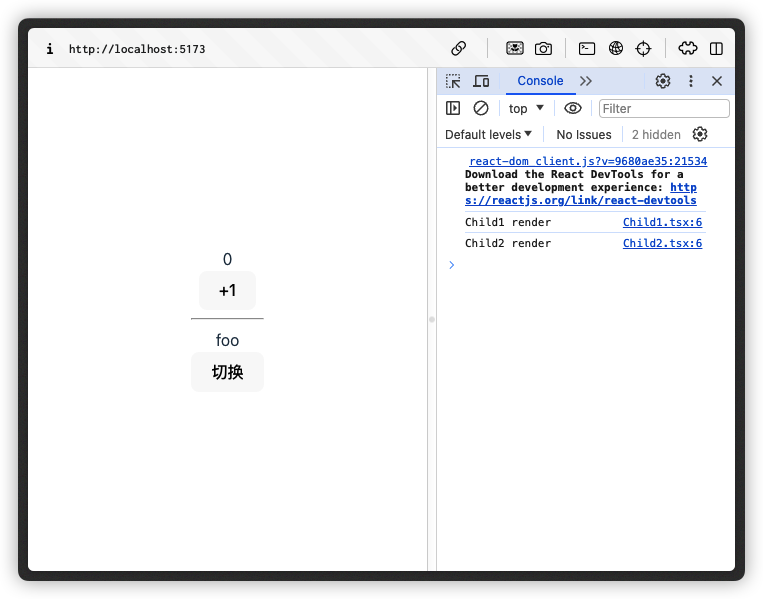 i http://localhost:5173
Console
top
Filter
Default levels No Issues 2 hidden
react-dom_client.js?v=9680ae35:21534
Download the React DevTools for a
better development experience: http
s://reactjs.org/link/react-devtools
Child1 render Child1.tsx:6
Child2 render Child2.tsx:6
0
+1
foo
切换